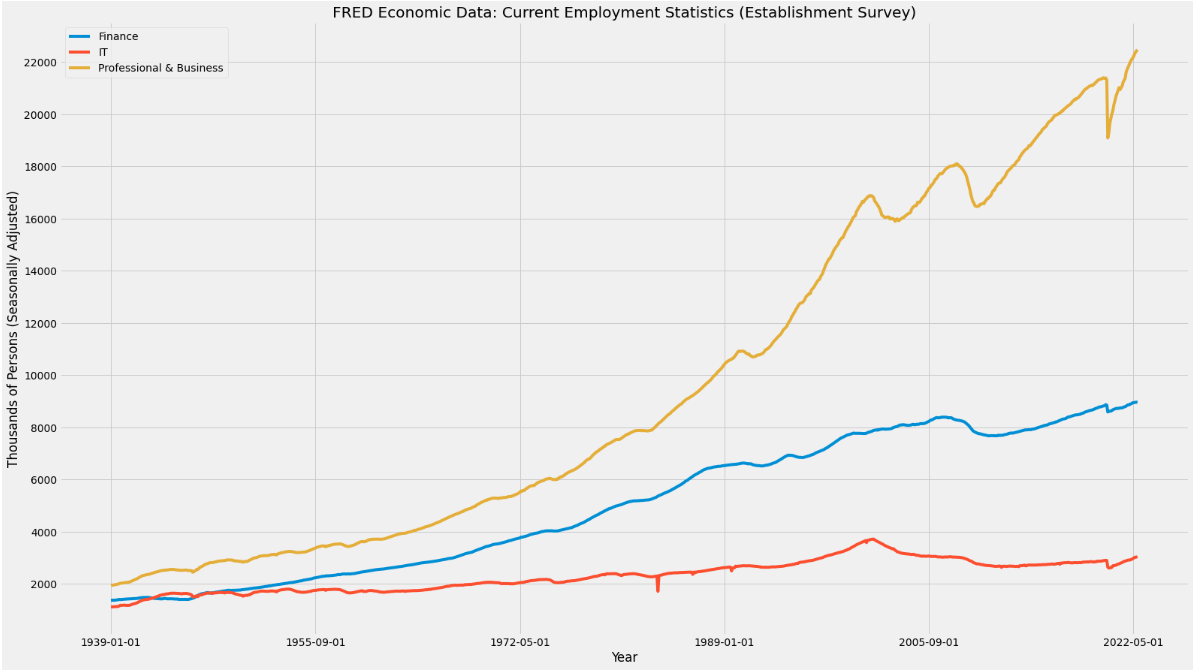 FRED Economic Data: Current Employment Statistics (Establishment Survey)
Finance
IT
Professional & Business
22000
20000
18000
16000
14000
12000
10000
8000
6000
4000
2000
Thousands of Persons (Seasonally Adjusted)
1939-01-01 1955-09-01 1972-05-01 1989-01-01 2005-09-01 2022-05-01
Year